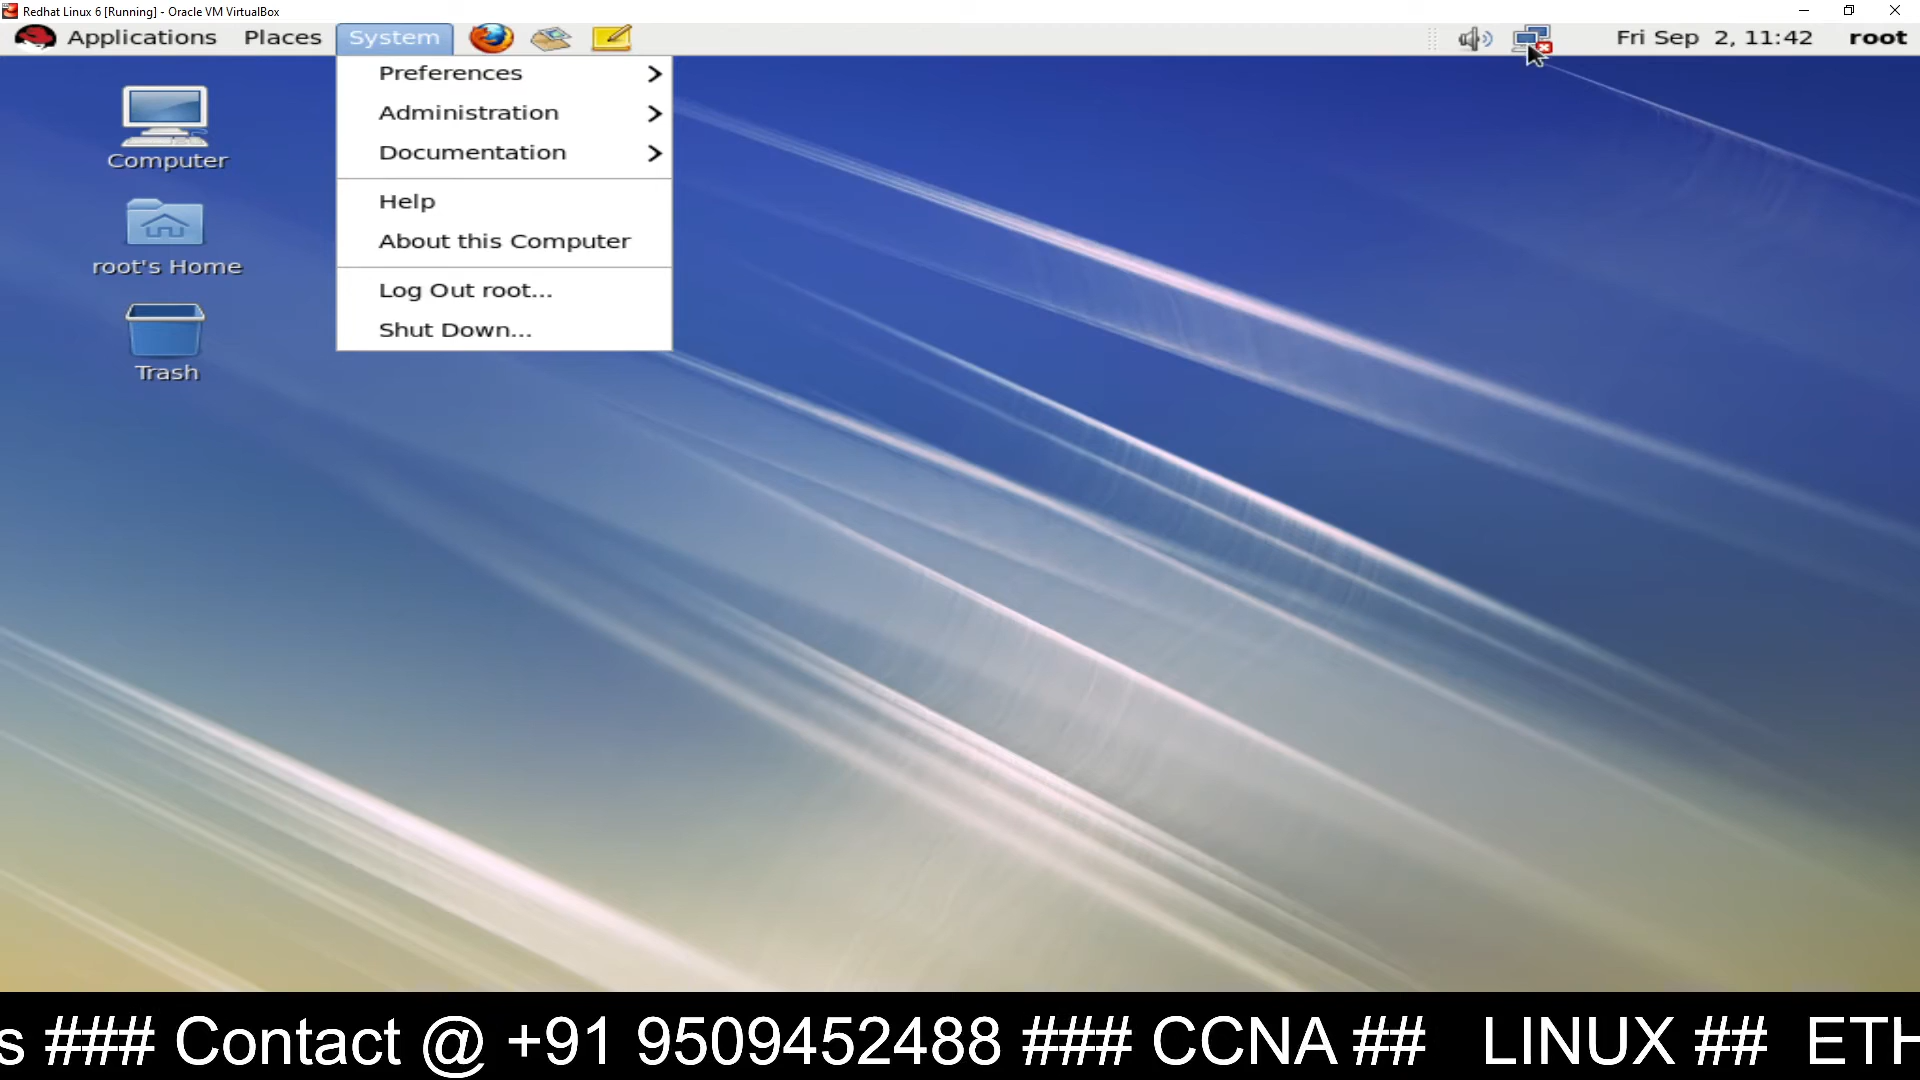 Redhat Linux 6 [Running] - Oracle VM VirtualBox
Applications Places System Fri Sep 2, 11:42 root
Preferences
Administration
Documentation
Help
About this Computer
Log Out root...
Shut Down...
Computer
root's Home
Trash
s ### Contact @ +91 9509452488 ### CCNA ## LINUX ## ETH